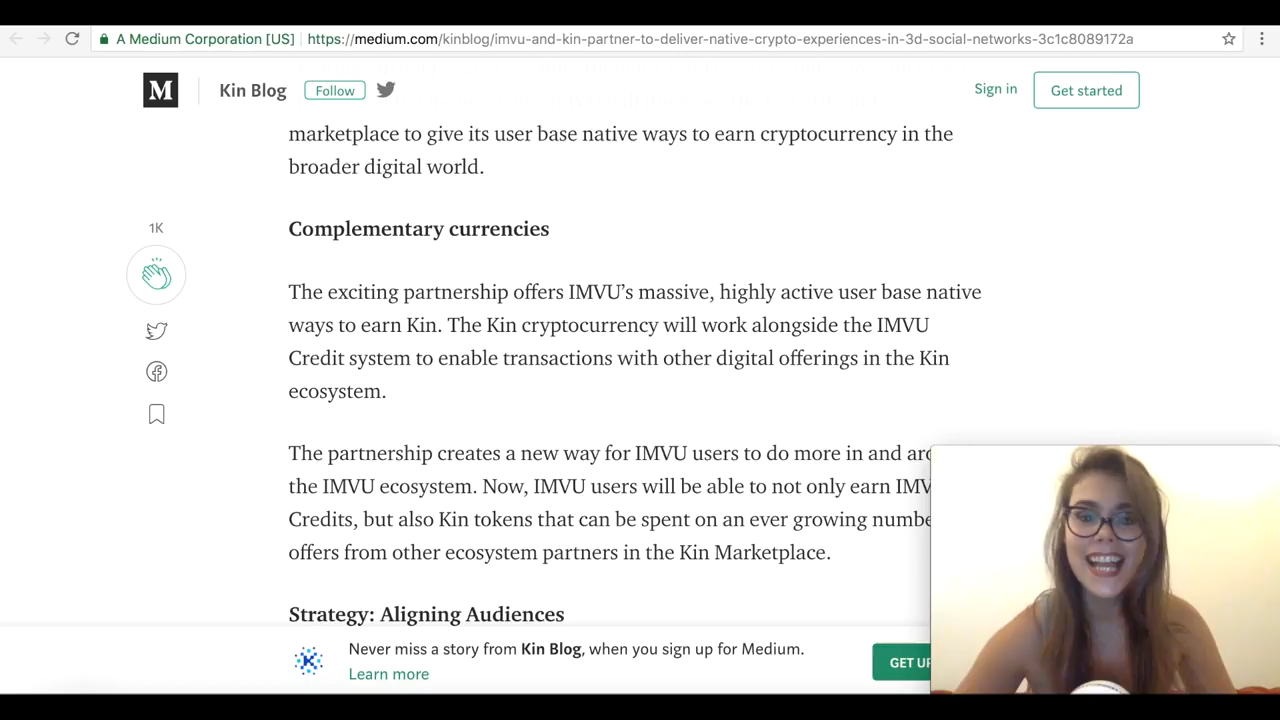 A Medium Corporation [US] https://medium.com/kinblog/imvu-and-kin-partner-to-deliver-native-crypto-experiences-in-3d-social-networks-3c1c8089172a
M Kin Blog Follow Sign in Get started
marketplace to give its user base native ways to earn cryptocurrency in the
broader digital world.
1K
Complementary currencies
The exciting partnership offers IMVU’s massive, highly active user base native
ways to earn Kin. The Kin cryptocurrency will work alongside the IMVU
Credit system to enable transactions with other digital offerings in the Kin
ecosystem.
The partnership creates a new way for IMVU users to do more in and aro
the IMVU ecosystem. Now, IMVU users will be able to not only earn IMV
Credits, but also Kin tokens that can be spent on an ever growing numbe
offers from other ecosystem partners in the Kin Marketplace.
Strategy: Aligning Audiences
Never miss a story from Kin Blog, when you sign up for Medium.
Learn more
GET UP